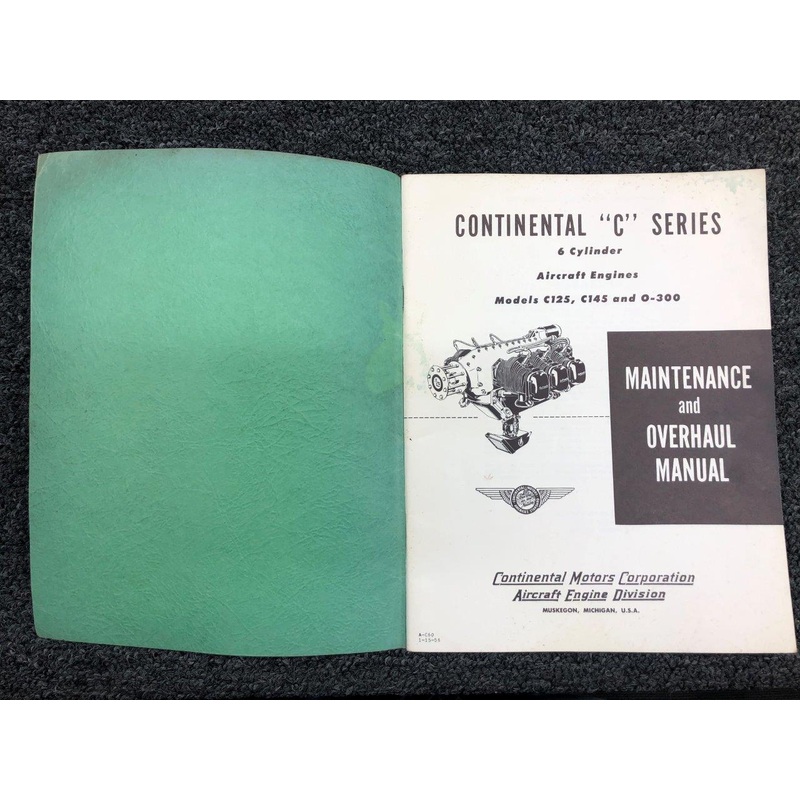 CONTINENTAL "C" SERIES
6 Cylinder
Aircraft Engines
Models C125, C145 and O-300
MAINTENANCE
and
OVERHAUL
MANUAL
Continental Motors Corporation
Aircraft Engine Division
MUSKEGON, MICHIGAN, U.S.A.